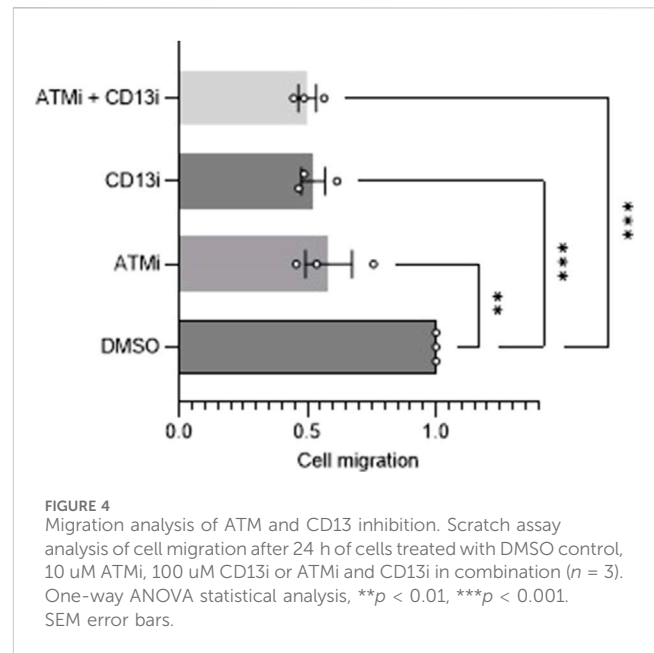 ATMi + CD13i
CD13i
ATMi
DMSO
***
***
**
0.0 0.5 1.0
Cell migration
FIGURE 4
Migration analysis of ATM and CD13 inhibition. Scratch assay
analysis of cell migration after 24 h of cells treated with DMSO control,
10 uM ATMi, 100 uM CD13i or ATMi and CD13i in combination (n = 3).
One-way ANOVA statistical analysis, **p < 0.01, ***p < 0.001.
SEM error bars.